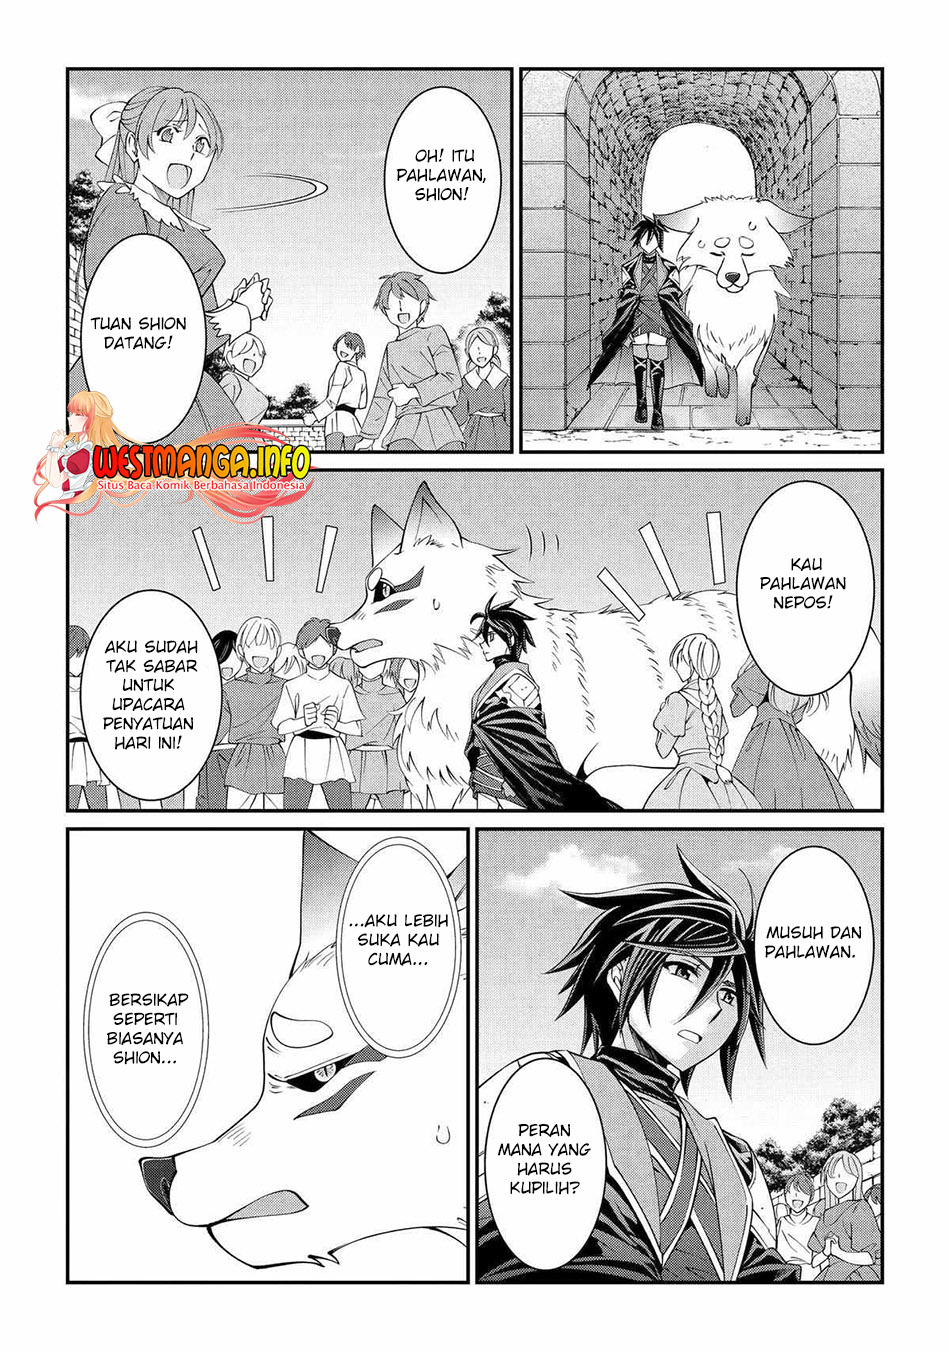 OH! ITU
PAHLAWAN,
SHION!
TUAN SHION
DATANG!
WESTMANGA.INFO
Situs Baca Komik Berbahasa Indonesia
KAU
PAHLAWAN
NEPOS!
AKU SUDAH
TAK SABAR
UNTUK
UPACARA
PENYATUAN
HARI INI!
MUSUH DAN
PAHLAWAN.
PERAN
MANA YANG
HARUS
KUPILIH?
...AKU LEBIH
SUKA KAU
CUMA...
BERSIKAP
SEPERTI
BIASANYA
SHION...